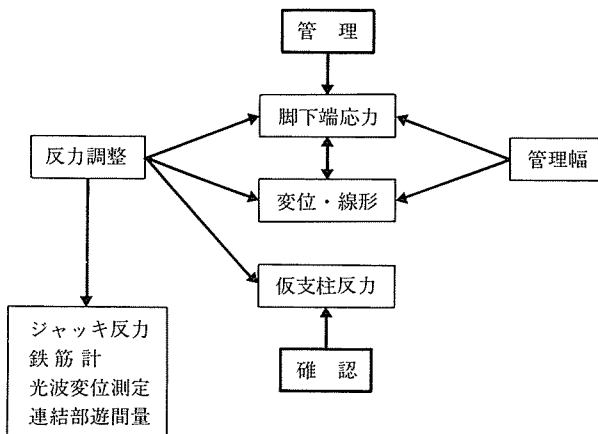 管 理
脚下端応力
反力調整
管理幅
変位・線形
仮支柱反力
ジャッキ反力
鉄筋計
光波変位測定
連結部遊間量
確 認